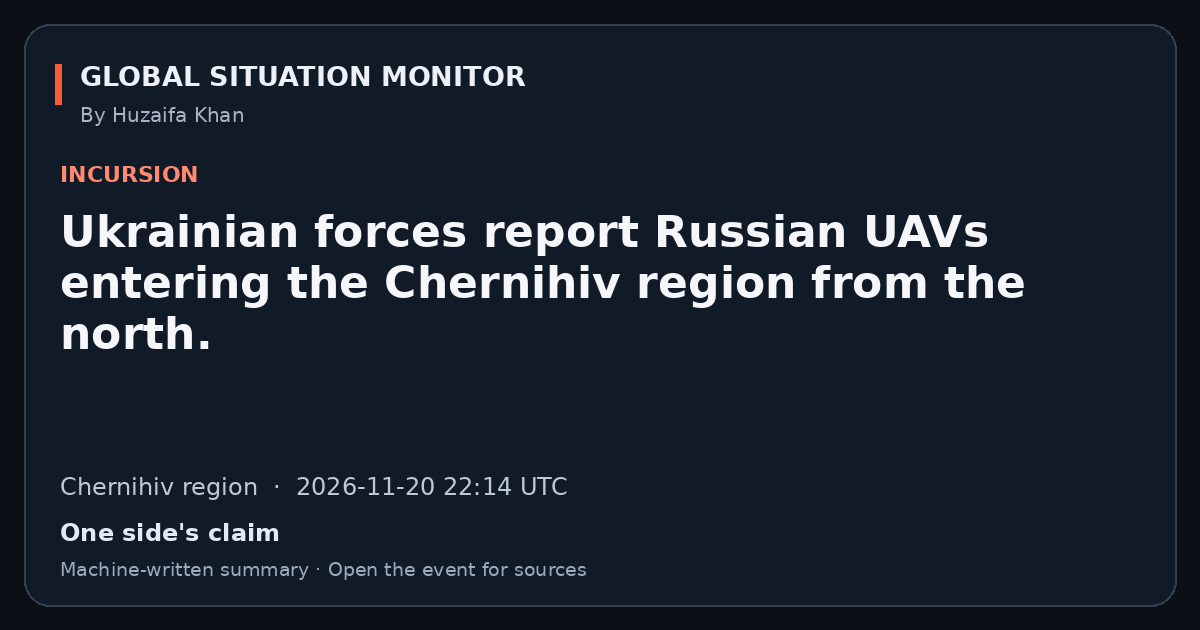 GLOBAL SITUATION MONITOR
By Huzaifa Khan
INCURSION
Ukrainian forces report Russian UAVs
entering the Chernihiv region from the
north.
Chernihiv region · 2026-11-20 22:14 UTC
One side's claim
Machine-written summary · Open the event for sources